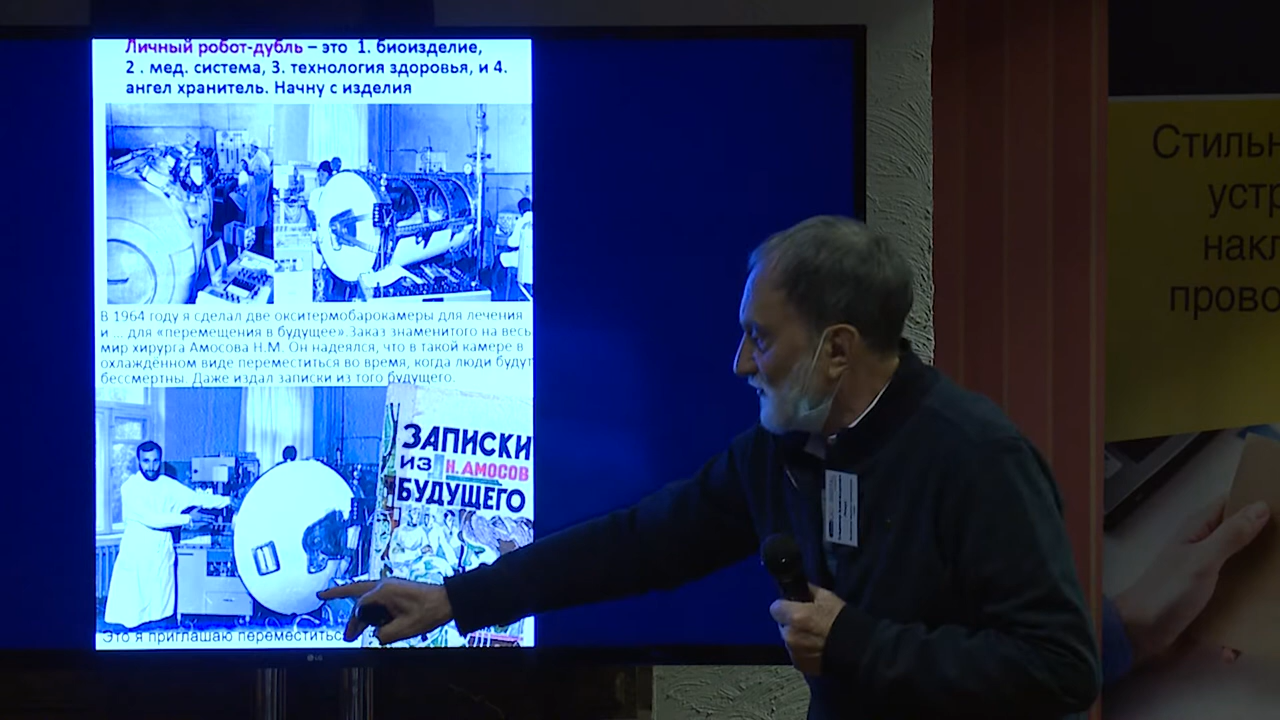 Личный робот-дубль – это 1. биоизделие,
2 . мед. система, 3. технология здоровья, и 4.
ангел хранитель. Начну с изделия
В 1964 году я сделал две окситермобарокамеры для лечения
и ... для «перемещения в будущее».Заказ знаменитого на весь
мир хирурга Амосова Н.М. Он надеялся, что в такой камере в
охлаждённом виде переместиться во время, когда люди будут
бессмертны. Даже издал записки из того будущего.
ЗАПИСКИ
ИЗ Н. АМОСОВ
БУДУЩЕГО
Это я приглашаю переместиться
LG
Стильн
устр
накл
прово